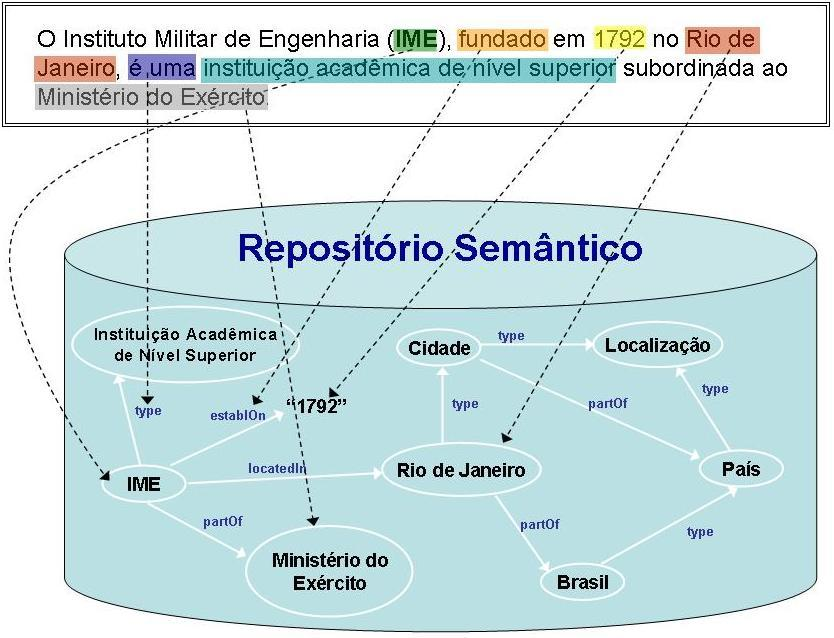 O Instituto Militar de Engenharia (IME), fundado em 1792 no Rio de
Janeiro, é uma instituição acadêmica de nível superior subordinada ao
Ministério do Exército.
Repositório Semântico
Instituição Acadêmica
de Nível Superior
Cidade
type
Localização
type
establOn
“1792”
type
partOf
type
IME
locatedIn
Rio de Janeiro
País
partOf
partOf
type
Ministério do
Exército
Brasil